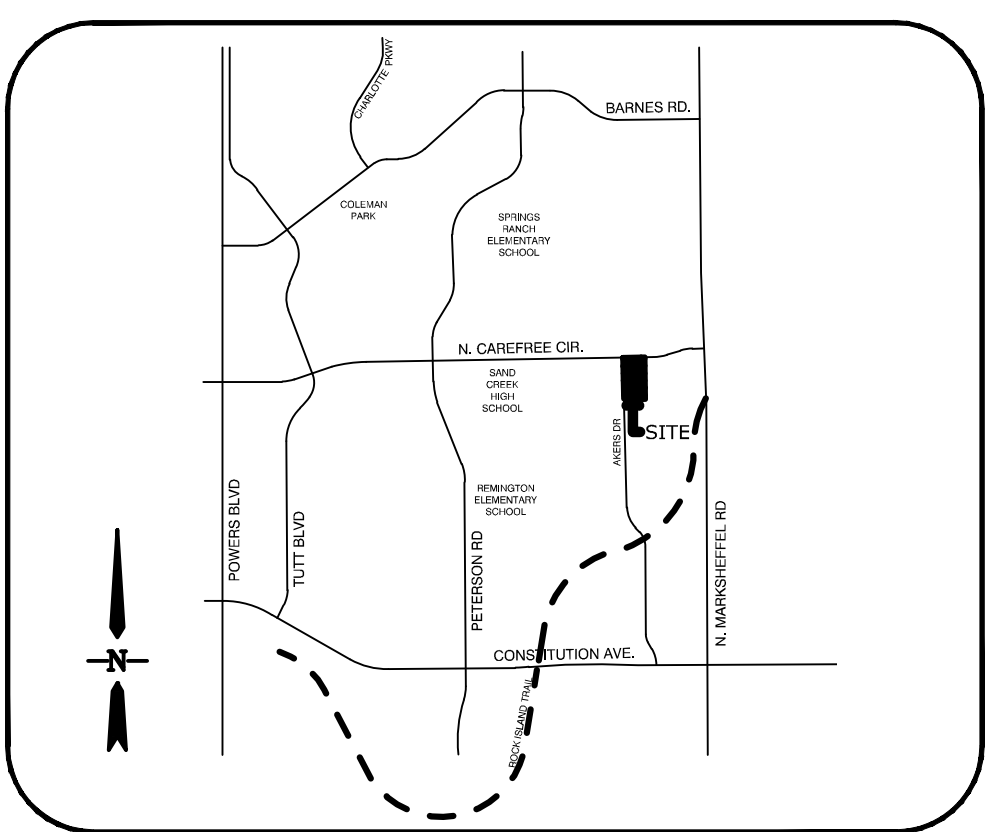 CHARLOTTE PKWY
BARNES RD.
COLEMAN
PARK
SPRINGS
RANCH
ELEMENTARY
SCHOOL
N. CAREFREE CIR.
SAND
CREEK
HIGH
SCHOOL
AKERS DR
SITE
REMINGTON
ELEMENTARY
SCHOOL
POWERS BLVD
TUTT BLVD
PETERSON RD
N. MARKSHEFFEL RD
N
CONSTITUTION AVE.
ROCK ISLAND TRAIL